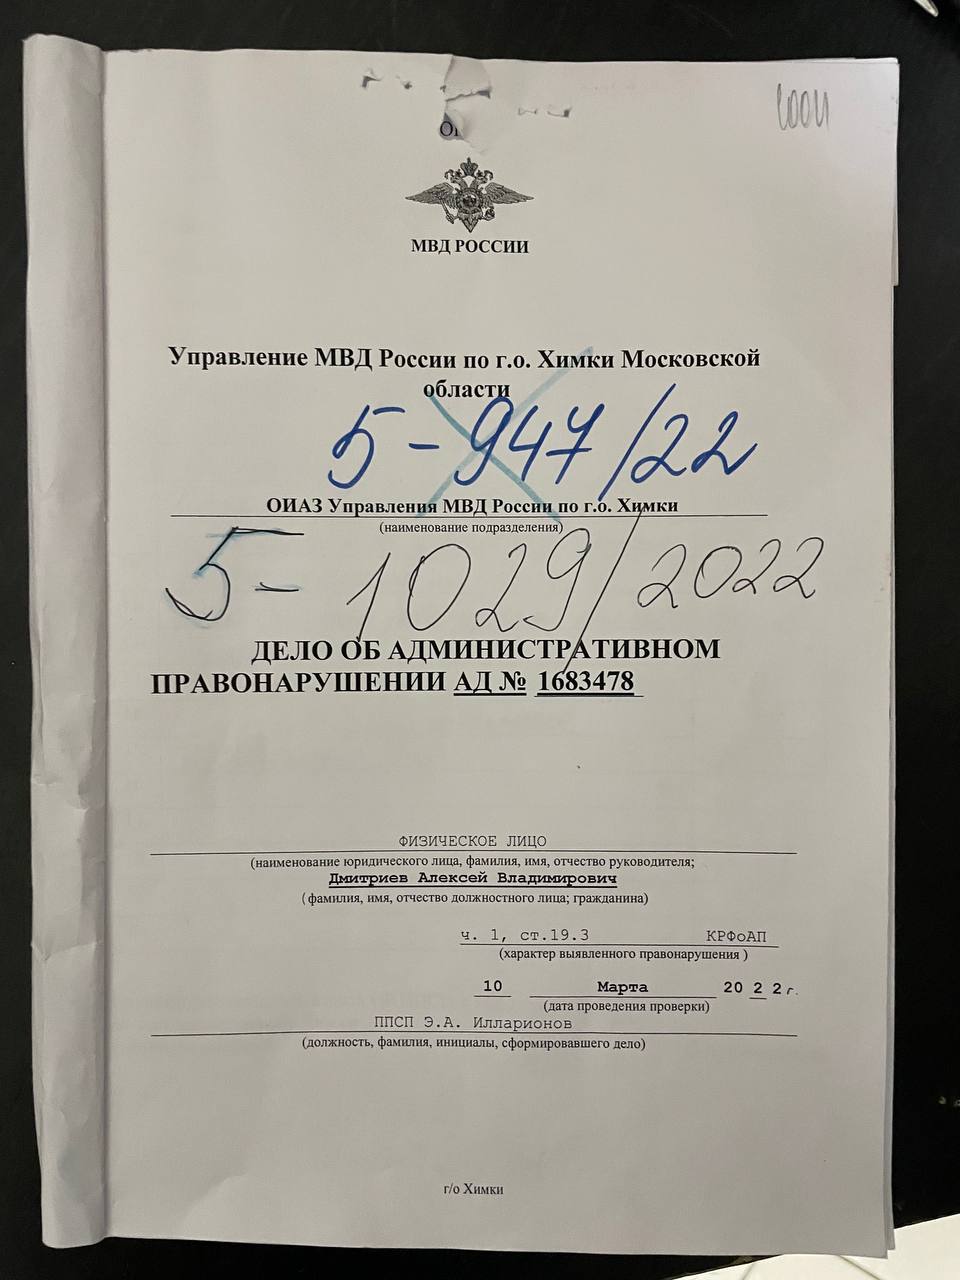 МВД РОССИИ
Управление МВД России по г.о. Химки Московской
области
5-947/22
ОИАЗ Управления МВД России по г.о. Химки
(наименование подразделения)
5-1029/2022
ДЕЛО ОБ АДМИНИСТРАТИВНОМ
ПРАВОНАРУШЕНИИ АД № 1683478
ФИЗИЧЕСКОЕ ЛИЦО
(наименование юридического лица, фамилия, имя, отчество руководителя;
Дмитриев Алексей Владимирович
( фамилия, имя, отчество должностного лица; гражданина)
ч. 1, ст.19.3 КРФоАП
(характер выявленного правонарушения )
10 Марта 20 2 2 г.
(дата проведения проверки)
ППСП Э.А. Илларионов
(должность, фамилия, инициалы, сформировавшего дело)
г/о Химки